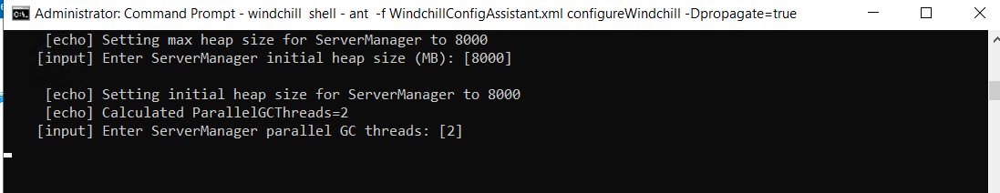 Administrator: Command Prompt - windchill shell - ant -f WindchillConfigAssistant.xml configureWindchill -Dpropagate=true
[echo] Setting max heap size for ServerManager to 8000
[input] Enter ServerManager initial heap size (MB): [8000]
[echo] Setting initial heap size for ServerManager to 8000
[echo] Calculated ParallelGCThreads=2
[input] Enter ServerManager parallel GC threads: [2]